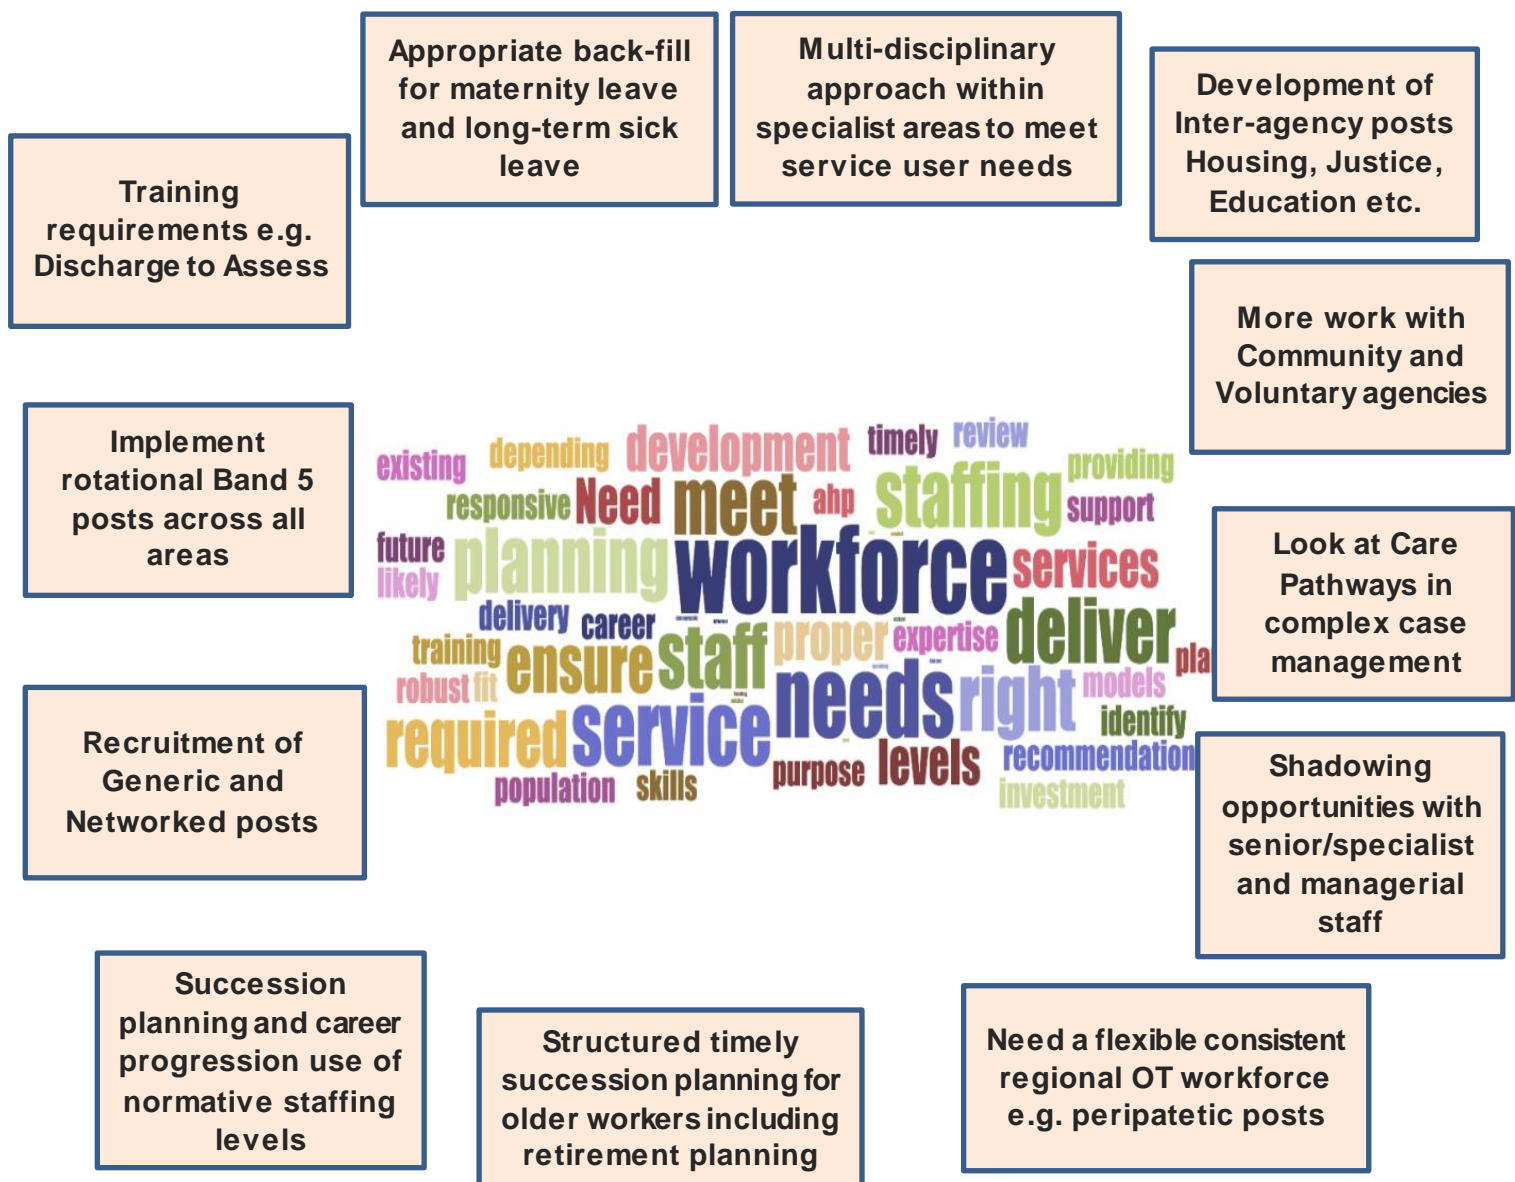 Appropriate back-fill
for maternity leave
and long-term sick
leave
Multi-disciplinary
approach within
specialist areas to meet
service user needs
Development of
Inter-agency posts
Housing, Justice,
Education etc.
Training
requirements e.g.
Discharge to Assess
More work with
Community and
Voluntary agencies
Implement
rotational Band 5
posts across all
areas
existing
depending
development
timely
review
providing
responsive
Need
meet
ahp
staffing
support
future
likely
planning
workforce
services
delivery
career
staff
proper
expertise
deliver
training
ensure
robust
fit
needs
right
models
pla
identify
required
service
levels
recommendation
population
skills
purpose
investment
Look at Care
Pathways in
complex case
management
Recruitment of
Generic and
Networked posts
Shadowing
opportunities with
senior/specialist
and managerial
staff
Succession
planning and career
progression use of
normative staffing
levels
Structured timely
succession planning for
older workers including
retirement planning
Need a flexible consistent
regional OT workforce
e.g. peripatetic posts